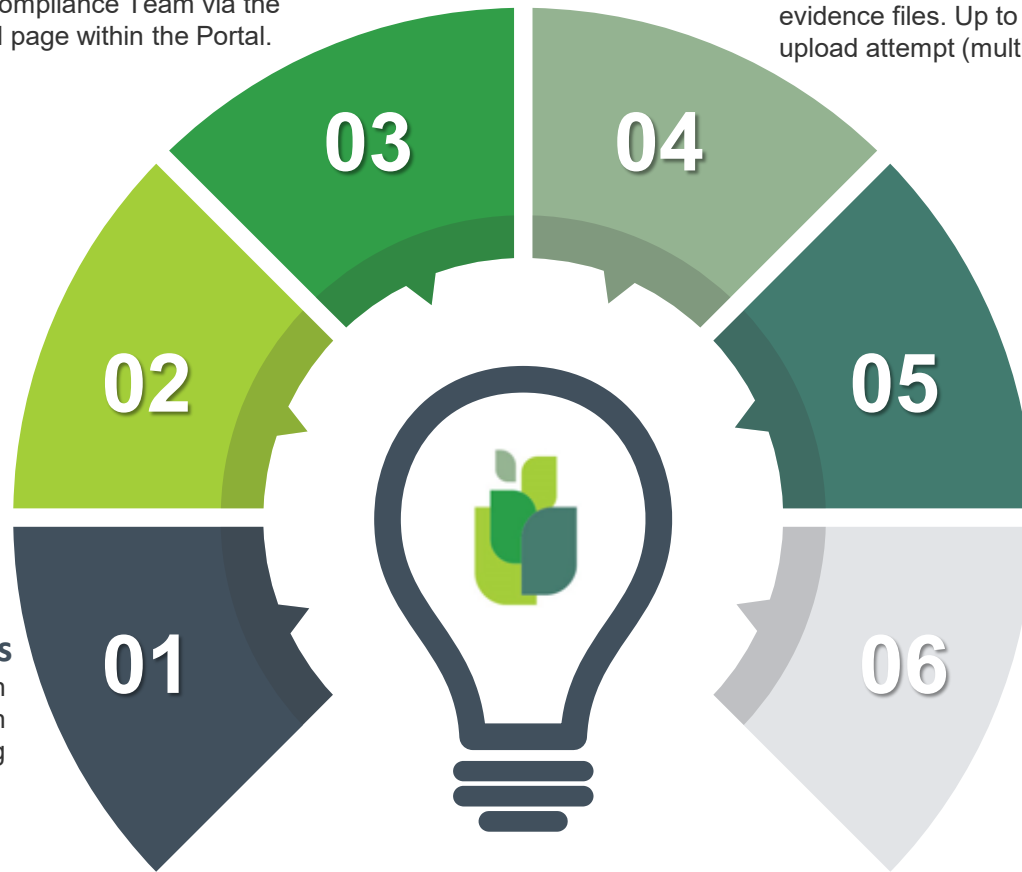 ompliance Team via the
page within the Portal.
evidence files. Up to
upload attempt (mult
03
04
02
05
01
06
s
n
n
g